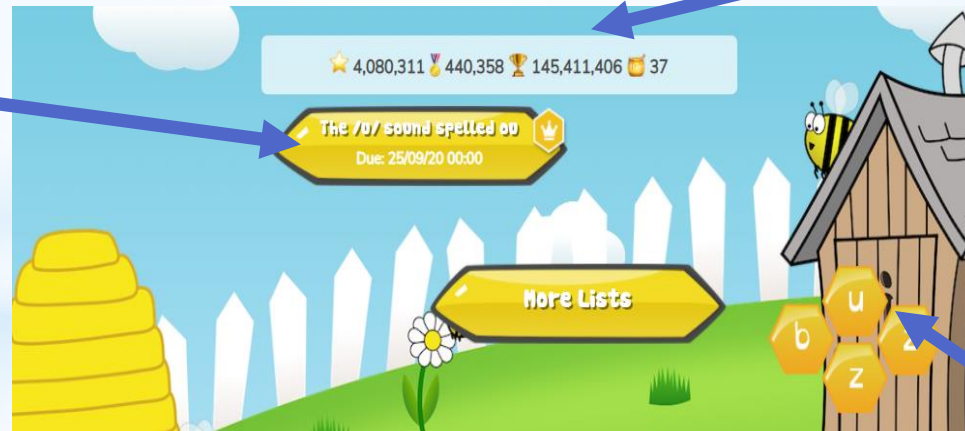 4,080,311 440,358 145,411,406 37
The /u/ sound spelled ou
Due: 25/09/20 00:00
More Lists
u
b z
z